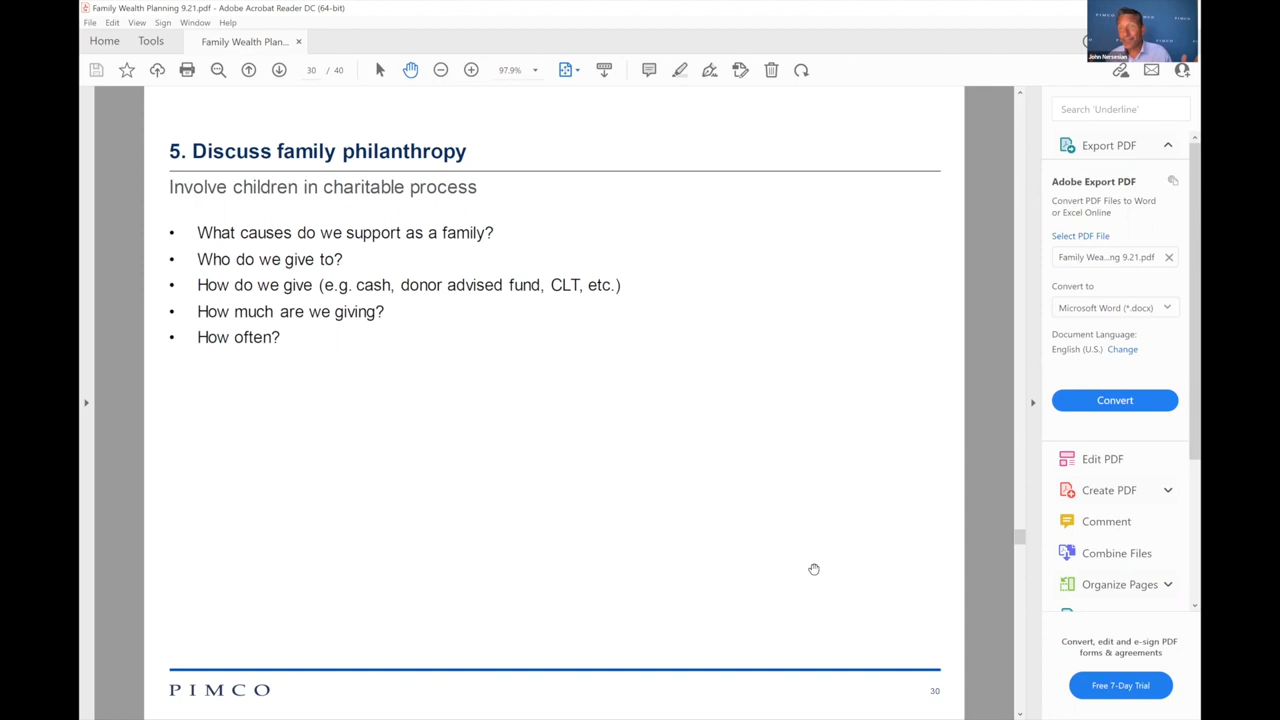 Family Wealth Planning 9.21.pdf - Adobe Acrobat Reader DC (64-bit)
File Edit View Sign Window Help
Home Tools Family Wealth Plan... ×
30 / 40 97.9%
PIMCO
John Nersesian
5. Discuss family philanthropy
Involve children in charitable process
• What causes do we support as a family?
• Who do we give to?
• How do we give (e.g. cash, donor advised fund, CLT, etc.)
• How much are we giving?
• How often?
PIMCO
30
Search 'Underline'
Export PDF
Adobe Export PDF
Convert PDF Files to Word
or Excel Online
Select PDF File
Family Wea...ng 9.21.pdf ×
Convert to
Microsoft Word (*.docx)
Document Language:
English (U.S.) Change
Convert
Edit PDF
Create PDF
Comment
Combine Files
Organize Pages
Convert, edit and e-sign PDF
forms & agreements
Free 7-Day Trial